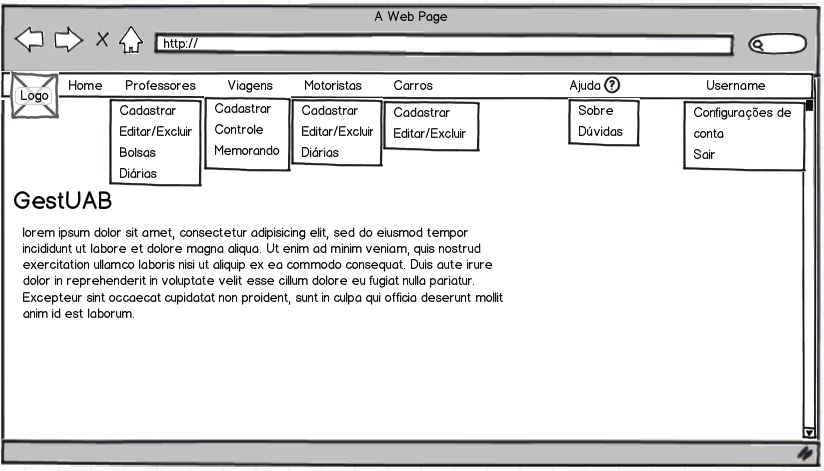 A Web Page
http://
Logo
Home Professores Viagens Motoristas Carros Ajuda ? Username
Cadastrar
Editar/Excluir
Bolsas
Diárias
Cadastrar
Controle
Memorando
Cadastrar
Editar/Excluir
Diárias
Cadastrar
Editar/Excluir
Sobre
Dúvidas
Configurações de
conta
Sair
GestUAB
lorem ipsum dolor sit amet, consectetur adipisicing elit, sed do eiusmod tempor
incididunt ut labore et dolore magna aliqua. Ut enim ad minim veniam, quis nostrud
exercitation ullamco laboris nisi ut aliquip ex ea commodo consequat. Duis aute irure
dolor in reprehenderit in voluptate velit esse cillum dolore eu fugiat nulla pariatur.
Excepteur sint occaecat cupidatat non proident, sunt in culpa qui officia deserunt mollit
anim id est laborum.